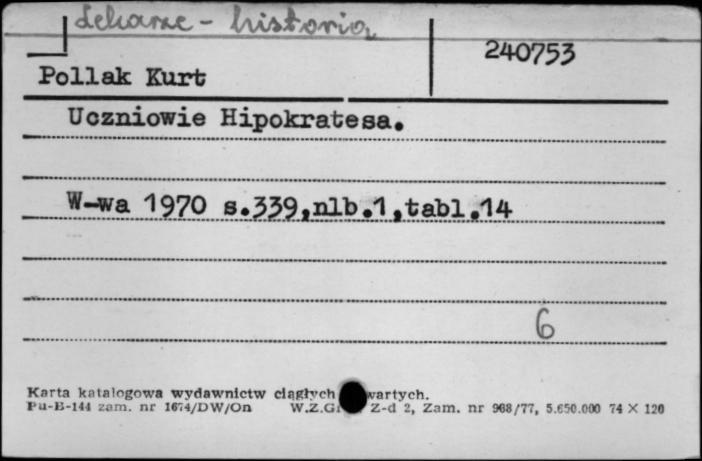 Lekarze - historia
240753
Pollak Kurt
Uczniowie Hipokratesa.
W-wa 1970 s.339,nlb.1,tabl.14
6
Karta katalogowa wydawnictw ciągłych wartych.
Pu-B-144 zam. nr 1674/DW/On W.Z.Gr Z-d 2, Zam. nr 968/77, 5.650.000 74 X 120